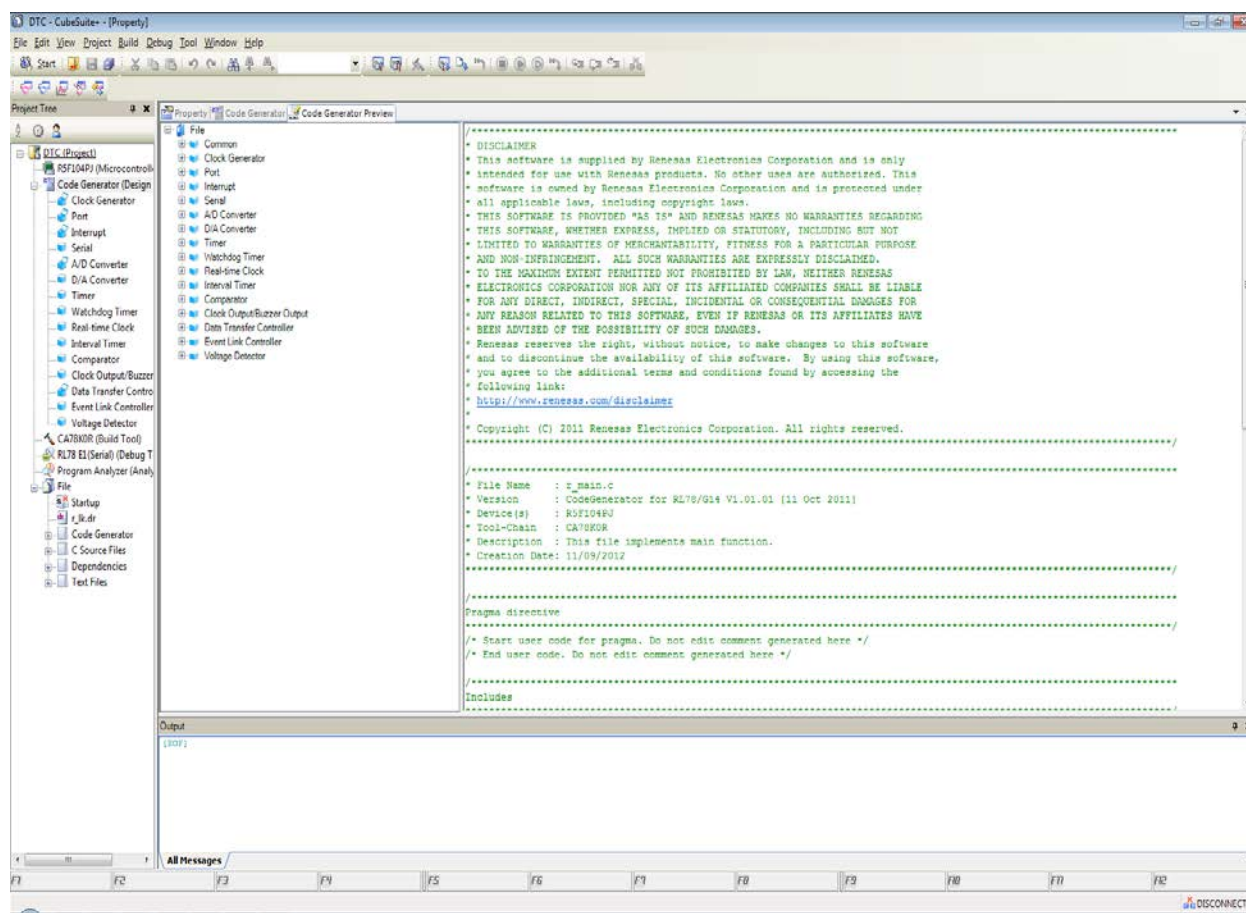 DTC - CubeSuite+ - [Property]
File Edit View Project Build Debug Tool Window Help
Start
Project Tree
DTC (Project)
R5F104PJ (Microcontroll
Code Generator (Design
Clock Generator
Port
Interrupt
Serial
A/D Converter
D/A Converter
Timer
Watchdog Timer
Real-time Clock
Interval Timer
Comparator
Clock Output/Buzzer
Data Transfer Contro
Event Link Controller
Voltage Detector
CA78K0R (Build Tool)
RL78 E1(Serial) (Debug T
Program Analyzer (Analy
File
Startup
r_lk.dr
Code Generator
C Source Files
Dependencies
Text Files
Property Code Generator Code Generator Preview
File
Common
Clock Generator
Port
Interrupt
Serial
A/D Converter
D/A Converter
Timer
Watchdog Timer
Real-time Clock
Interval Timer
Comparator
Clock Output/Buzzer Output
Data Transfer Controller
Event Link Controller
Voltage Detector
/***********************************************************************************************************************
* DISCLAIMER
* This software is supplied by Renesas Electronics Corporation and is only
* intended for use with Renesas products. No other uses are authorized. This
* software is owned by Renesas Electronics Corporation and is protected under
* all applicable laws, including copyright laws.
* THIS SOFTWARE IS PROVIDED "AS IS" AND RENESAS MAKES NO WARRANTIES REGARDING
* THIS SOFTWARE, WHETHER EXPRESS, IMPLIED OR STATUTORY, INCLUDING BUT NOT
* LIMITED TO WARRANTIES OF MERCHANTABILITY, FITNESS FOR A PARTICULAR PURPOSE
* AND NON-INFRINGEMENT.  ALL SUCH WARRANTIES ARE EXPRESSLY DISCLAIMED.
* TO THE MAXIMUM EXTENT PERMITTED NOT PROHIBITED BY LAW, NEITHER RENESAS
* ELECTRONICS CORPORATION NOR ANY OF ITS AFFILIATED COMPANIES SHALL BE LIABLE
* FOR ANY DIRECT, INDIRECT, SPECIAL, INCIDENTAL OR CONSEQUENTIAL DAMAGES FOR
* ANY REASON RELATED TO THIS SOFTWARE, EVEN IF RENESAS OR ITS AFFILIATES HAVE
* BEEN ADVISED OF THE POSSIBILITY OF SUCH DAMAGES.
* Renesas reserves the right, without notice, to make changes to this software
* and to discontinue the availability of this software.  By using this software,
* you agree to the additional terms and conditions found by accessing the
* following link:
* http://www.renesas.com/disclaimer
*
* Copyright (C) 2011 Renesas Electronics Corporation. All rights reserved.
***********************************************************************************************************************/
/***********************************************************************************************************************
* File Name    : r_main.c
* Version      : CodeGenerator for RL78/G14 V1.01.01 [11 Oct 2011]
* Device(s)    : R5F104PJ
* Tool-Chain   : CA78K0R
* Description  : This file implements main function.
* Creation Date: 11/09/2012
***********************************************************************************************************************/
/***********************************************************************************************************************
Pragma directive
***********************************************************************************************************************/
/* Start user code for pragma. Do not edit comment generated here */
/* End user code. Do not edit comment generated here */
/***********************************************************************************************************************
Includes
***********************************************************************************************************************/
Output
[EOF]
All Messages
F1 F2 F3 F4 F5 F6 F7 F8 F9 F10 F11 F12
DISCONNECT